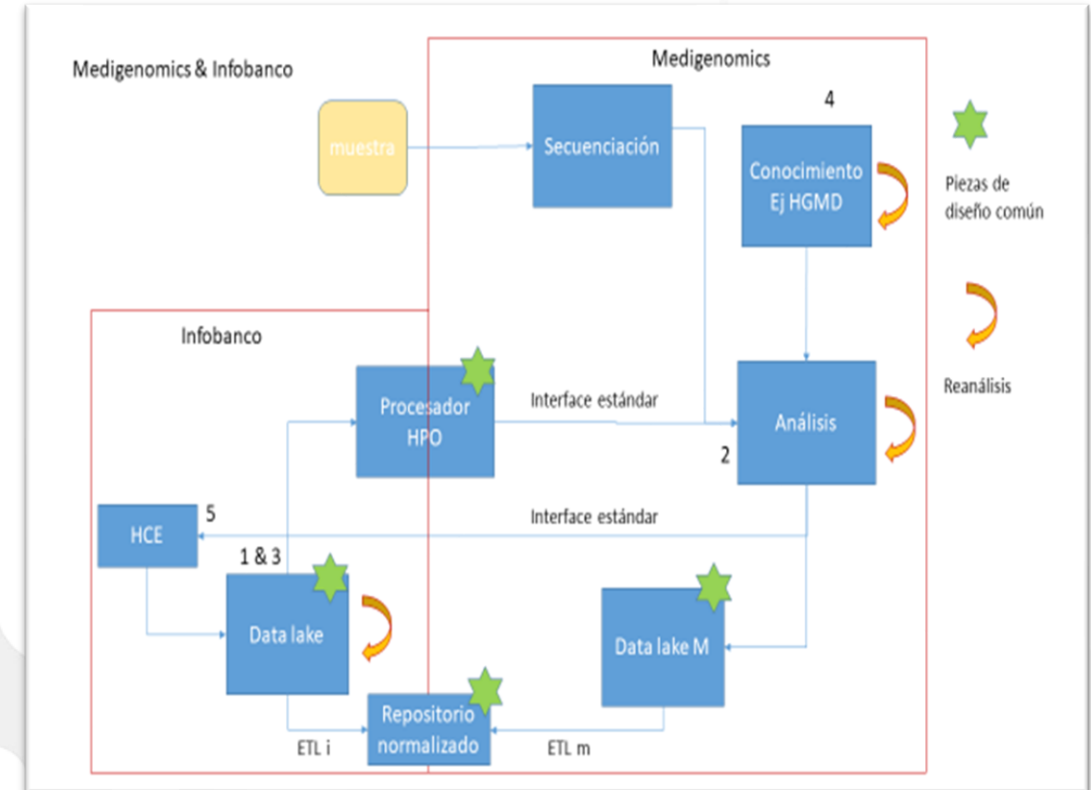 Medigenomics & Infobanco
Medigenomics
muestra
Secuenciación
4
Conocimiento
Ej HGMD
Piezas de
diseño común
Infobanco
Procesador
HPO
Interface estándar
Análisis
2
Reanálisis
HCE
5
Interface estándar
1 & 3
Data lake
Data lake M
Repositorio
normalizado
ETL i
ETL m